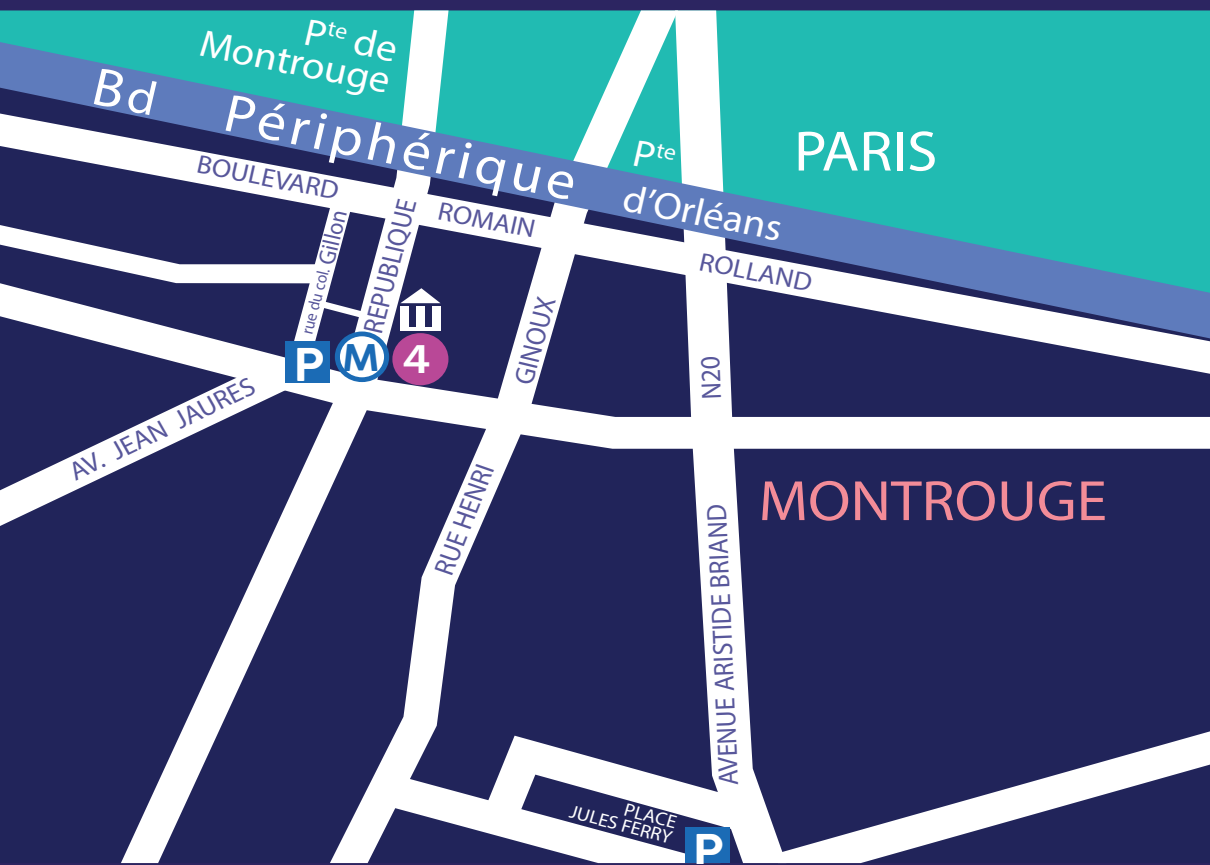 Pte de
Montrouge
Bd Périphérique
Pte
d'Orléans
PARIS
BOULEVARD ROMAIN ROLLAND
rue du col. Gillon
REPUBLIQUE
P
M
4
AV. JEAN JAURES
RUE HENRI GINOUX
N20
MONTROUGE
AVENUE ARISTIDE BRIAND
PLACE
JULES FERRY
P